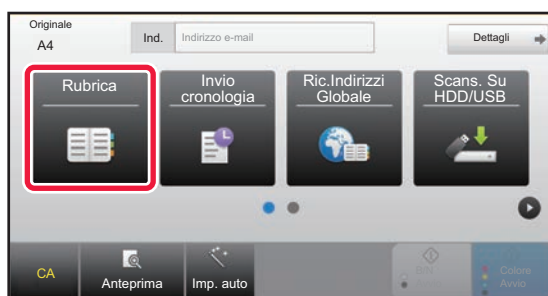 Originale
A4
Ind.
Indirizzo e-mail
Dettagli
Rubrica
Invio
cronologia
Ric.Indirizzi
Globale
Scans. Su
HDD/USB
CA
Anteprima
Imp. auto
B/N
Avvio
Colore
Avvio